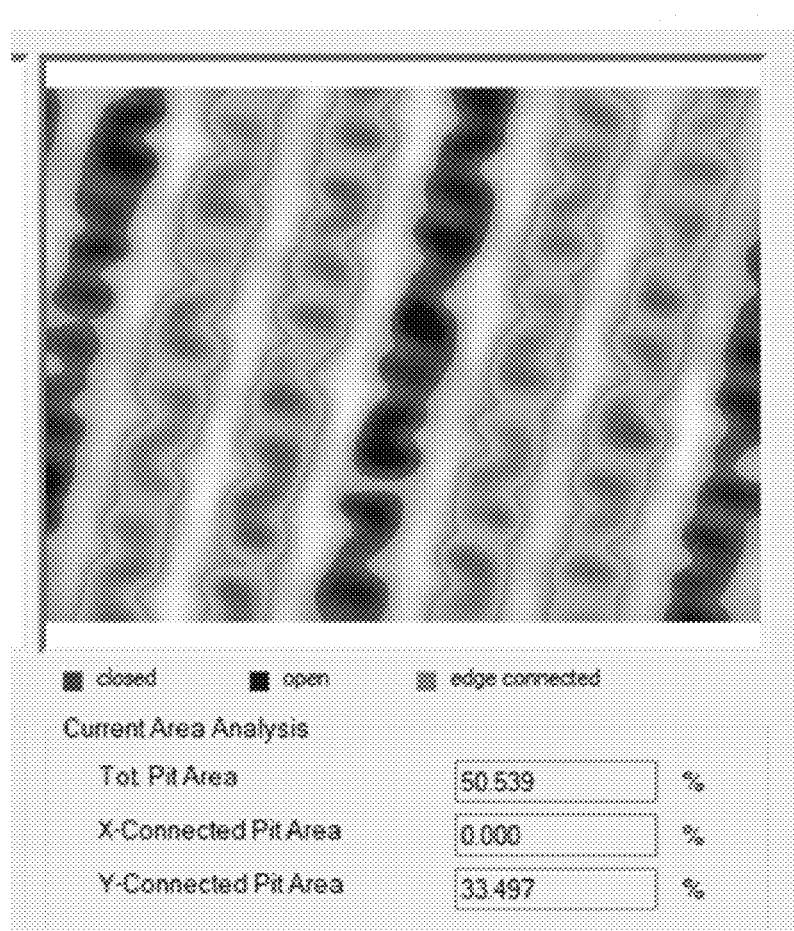 closed open edge connected
Current Area Analysis
Tot. Pit Area 50.539 %
X-Connected Pit Area 0.000 %
Y-Connected Pit Area 33.497 %